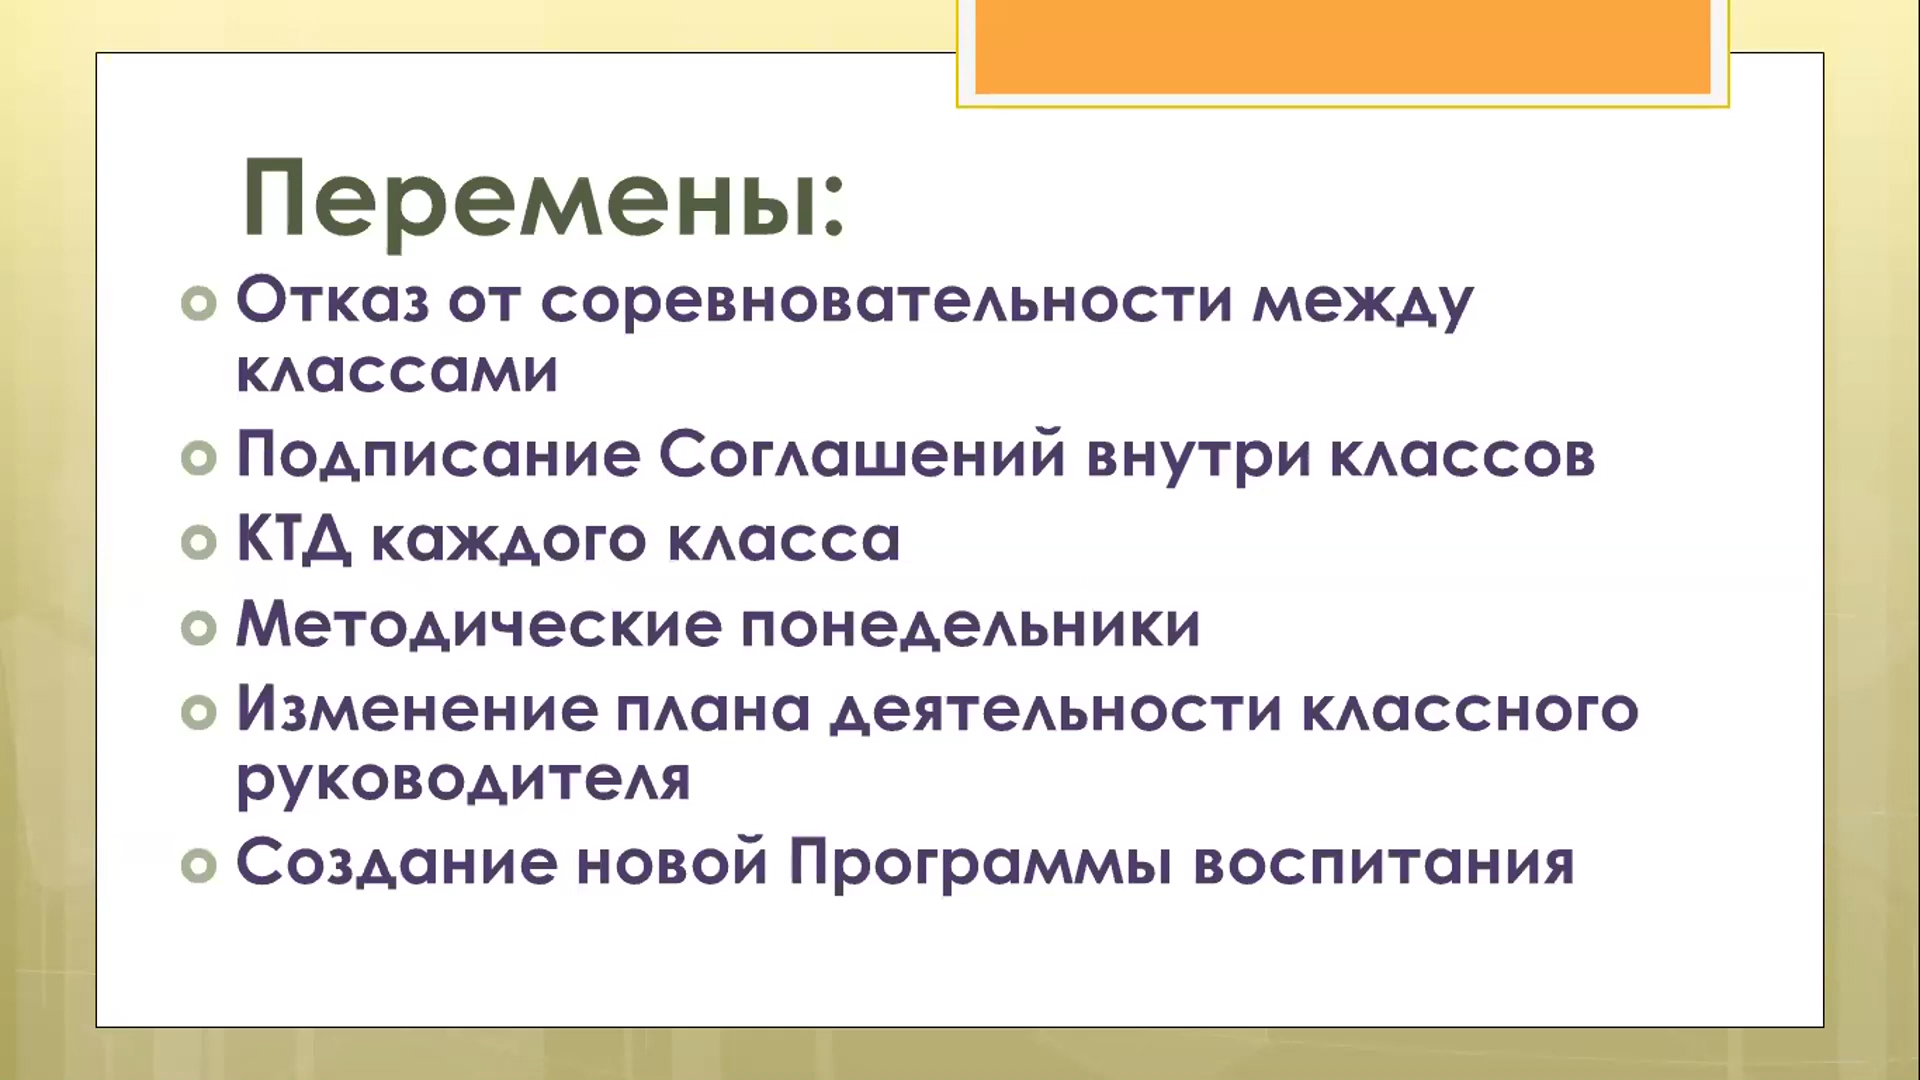 Перемены:
Отказ от соревновательности между
классами
Подписание Соглашений внутри классов
КТД каждого класса
Методические понедельники
Изменение плана деятельности классного
руководителя
Создание новой Программы воспитания